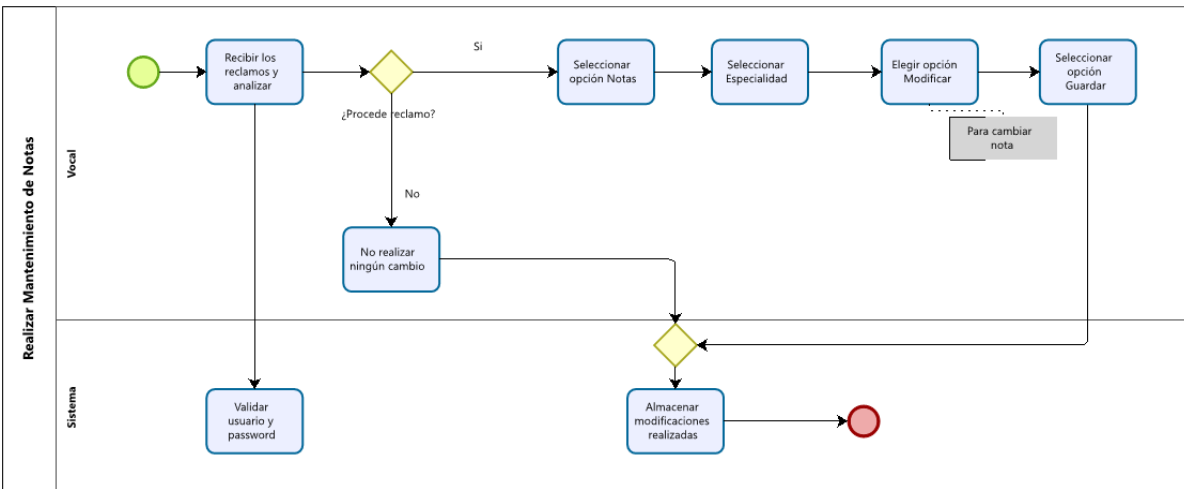 Realizar Mantenimiento de Notas
Vocal
Recibir los
reclamos y
analizar
¿Procede reclamo?
Si
Seleccionar
opción Notas
Seleccionar
Especialidad
Elegir opción
Modificar
Para cambiar
nota
Seleccionar
opción
Guardar
No
No realizar
ningún cambio
Sistema
Validar
usuario y
password
Almacenar
modificaciones
realizadas